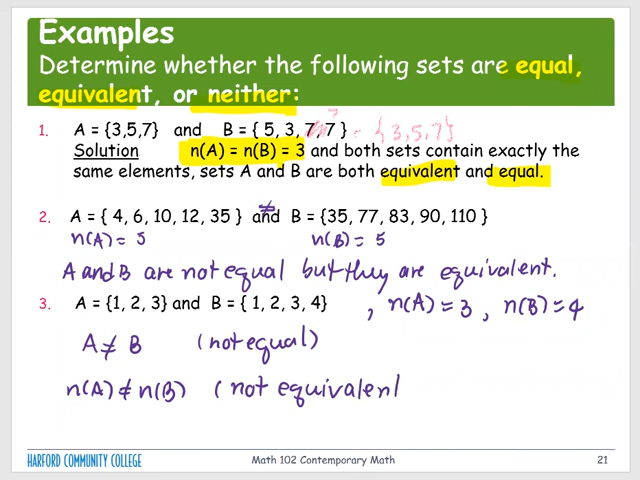 Examples
Determine whether the following sets are equal,
equivalent, or neither:
1. A = {3,5,7} and B = { 5, 3, 7, 7 } = {3,5,7}
Solution n(A) = n(B) = 3 and both sets contain exactly the
same elements, sets A and B are both equivalent and equal.
2. A = { 4, 6, 10, 12, 35 } and B = {35, 77, 83, 90, 110 }
≠
n(A) = 5 n(B) = 5
A and B are not equal but they are equivalent.
3. A = {1, 2, 3} and B = { 1, 2, 3, 4} , n(A) = 3, n(B) = 4
A ≠ B (not equal)
n(A) ≠ n(B) (not equivalent
HARFORD COMMUNITY COLLEGE Math 102 Contemporary Math 21